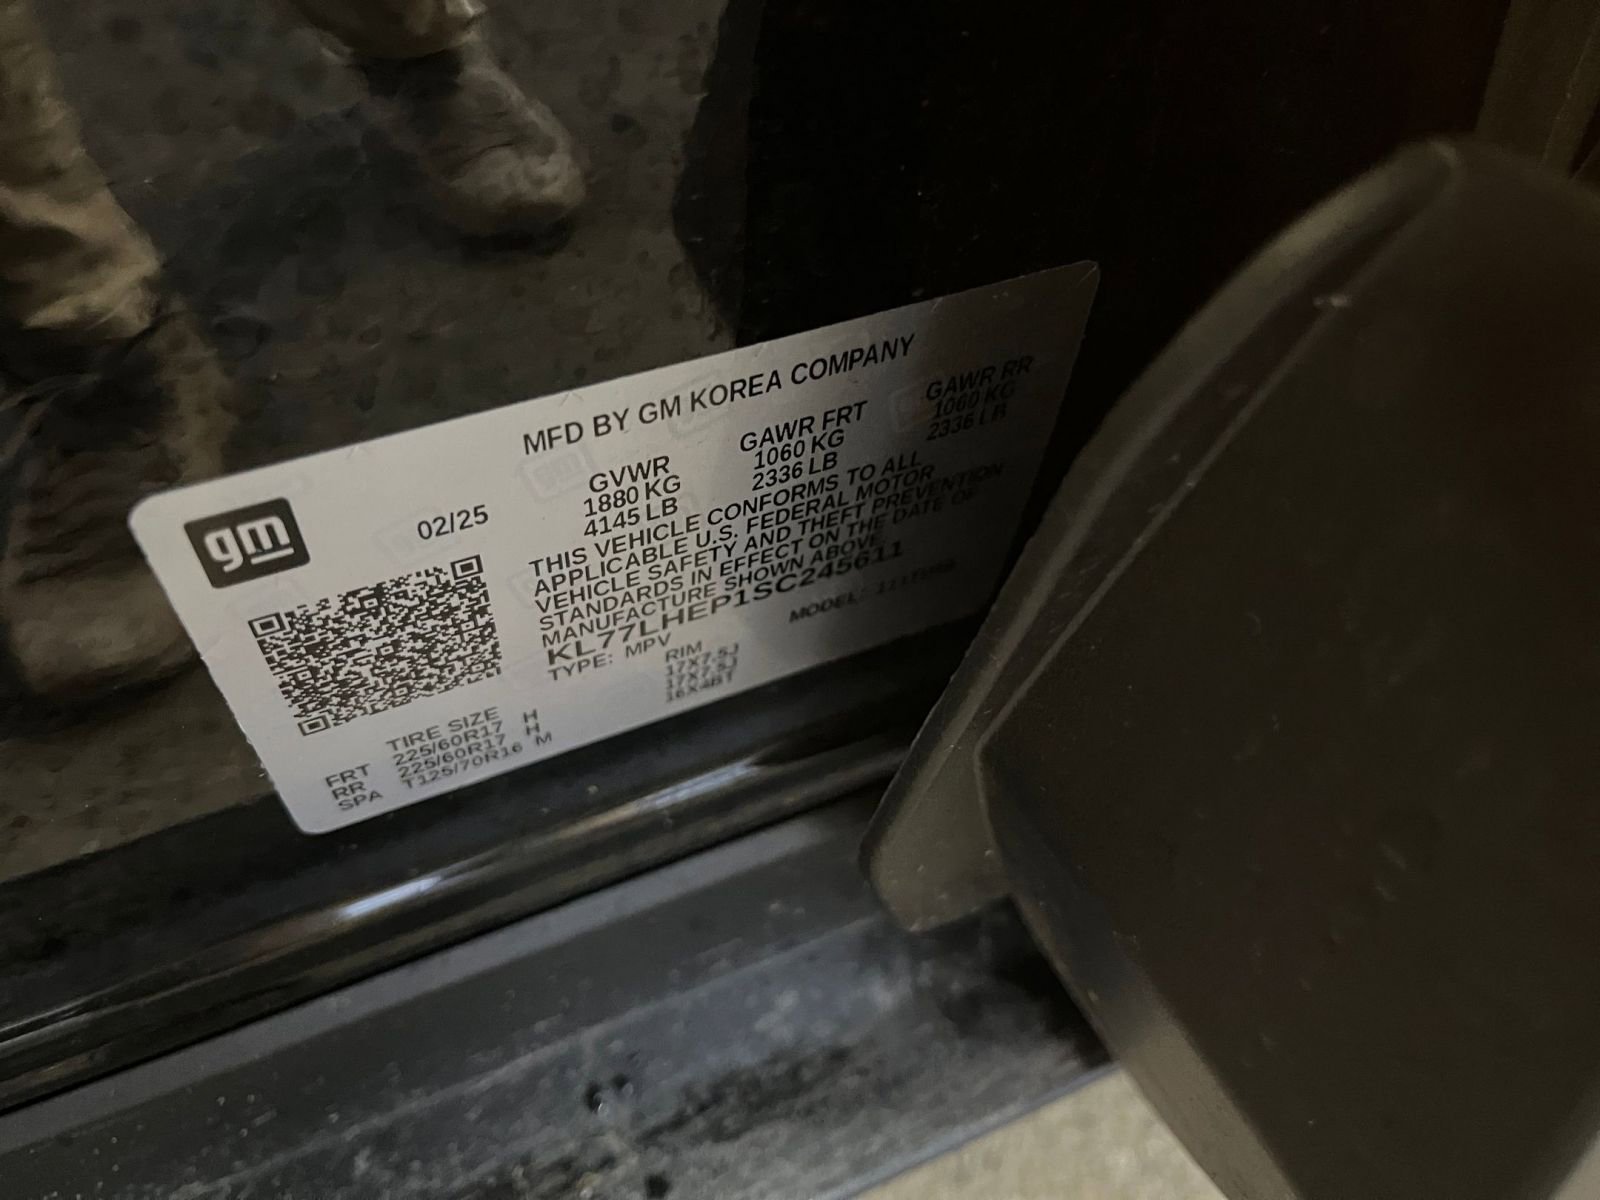 MFD BY GM KOREA COMPANY
gm
02/25
GVWR GAWR FRT GAWR RR
1880 KG 1060 KG 1060 KG
4145 LB 2336 LB 2336 LB
THIS VEHICLE CONFORMS TO ALL
APPLICABLE U.S. FEDERAL MOTOR
VEHICLE SAFETY AND THEFT PREVENTION
STANDARDS IN EFFECT ON THE DATE OF
MANUFACTURE SHOWN ABOVE.
KL77LHEP1SC245611
TYPE: MPV MODEL:
TIRE SIZE RIM
FRT 225/60R17 H 17X7.5J
RR 225/60R17 H 17X7.5J
SPA T125/70R16 M 16X4BT